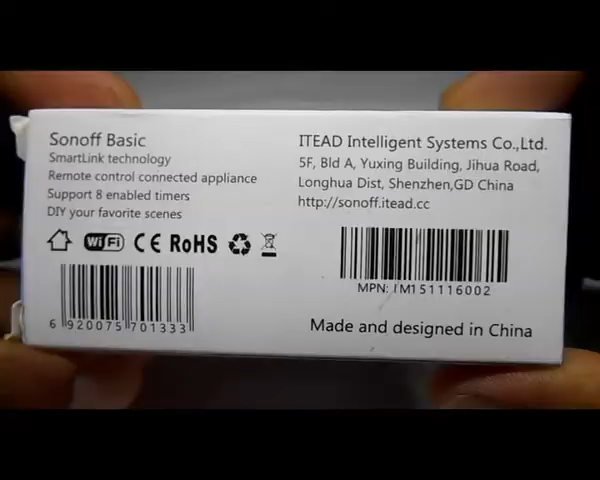 Sonoff Basic
SmartLink technology
Remote control connected appliance
Support 8 enabled timers
DIY your favorite scenes
WiFi CE RoHS
6 920075 701333
ITEAD Intelligent Systems Co.,Ltd.
5F, Bld A, Yuxing Building, Jihua Road,
Longhua Dist, Shenzhen,GD China
http://sonoff.itead.cc
MPN: IM151116002
Made and designed in China